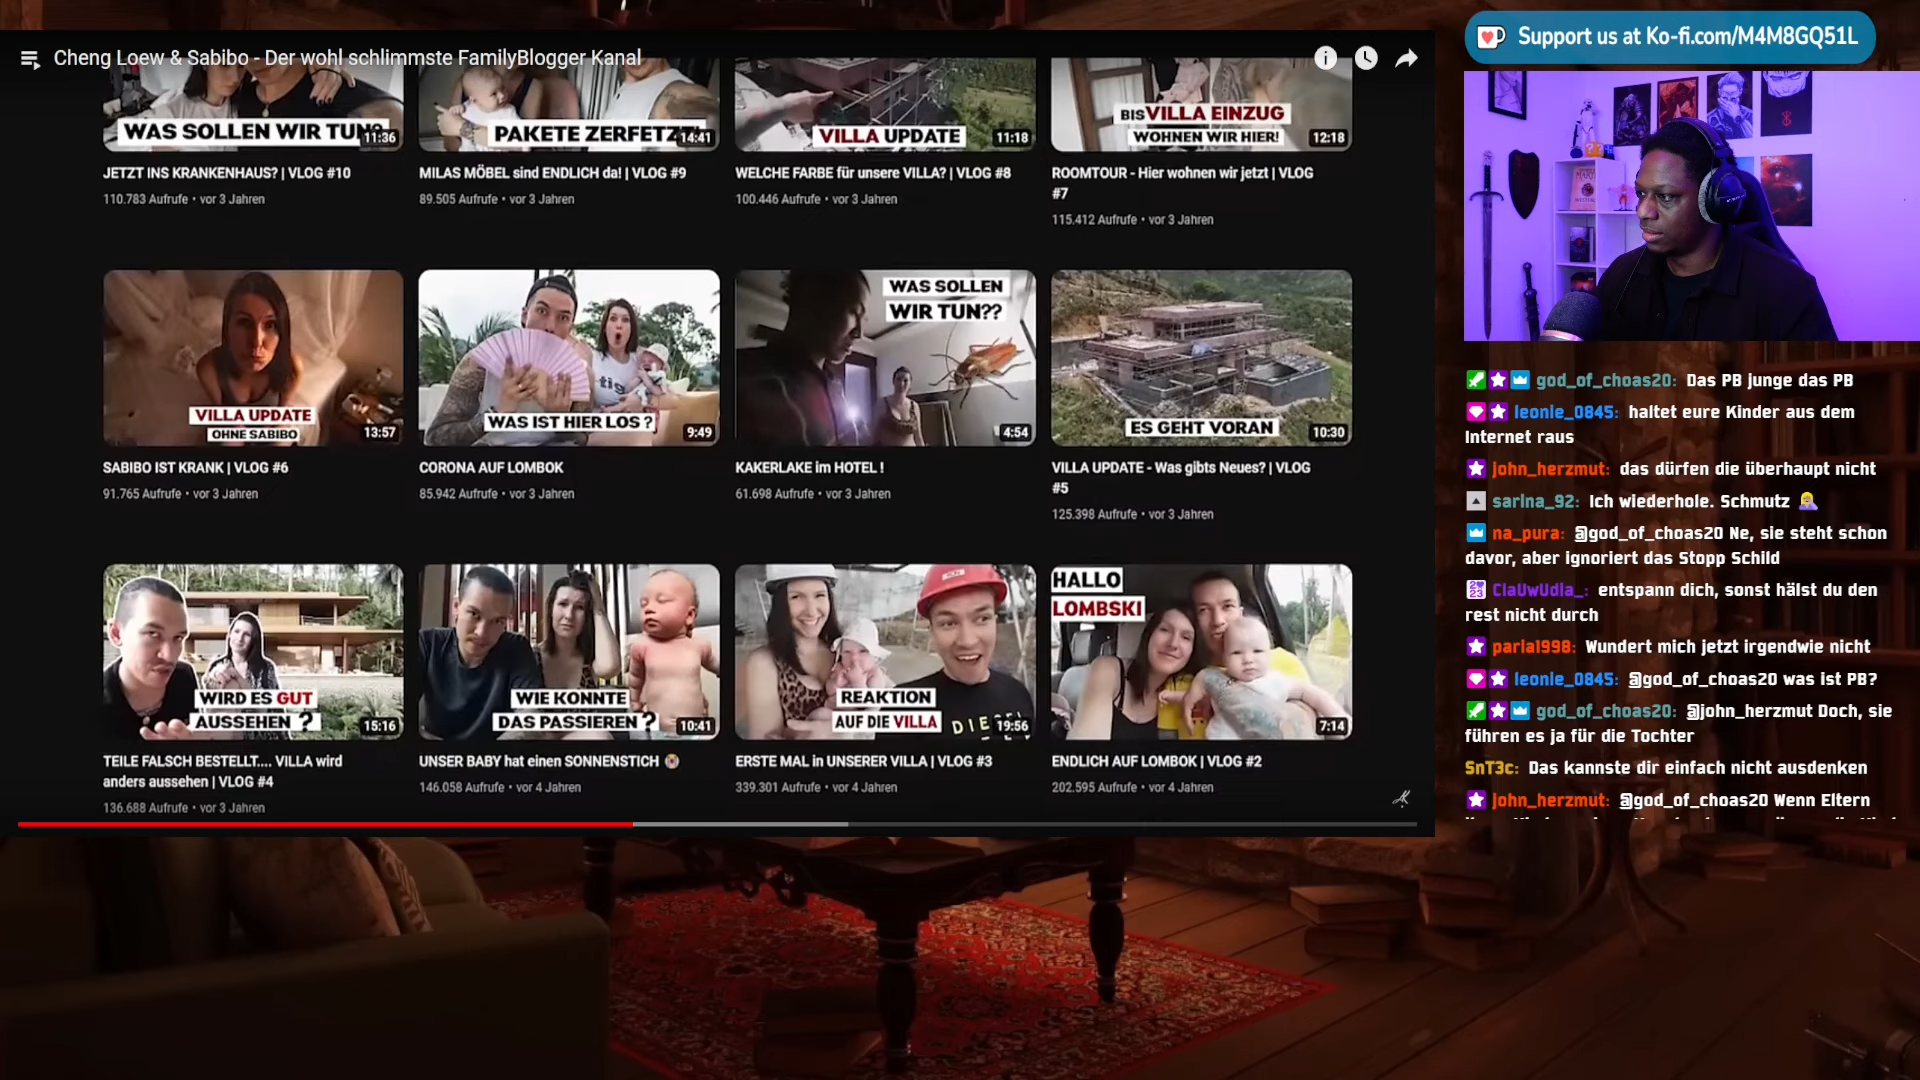 Cheng Loew & Sabibo - Der wohl schlimmste FamilyBlogger Kanal
WAS SOLLEN WIR TUN?
11:36
PAKETE ZERFETZT
14:41
VILLA UPDATE
11:18
BIS VILLA EINZUG
WOHNEN WIR HIER!
12:18
JETZT INS KRANKENHAUS? | VLOG #10
110.783 Aufrufe • vor 3 Jahren
MILAS MÖBEL sind ENDLICH da! | VLOG #9
89.505 Aufrufe • vor 3 Jahren
WELCHE FARBE für unsere VILLA? | VLOG #8
100.446 Aufrufe • vor 3 Jahren
ROOMTOUR - Hier wohnen wir jetzt | VLOG
#7
115.412 Aufrufe • vor 3 Jahren
VILLA UPDATE
OHNE SABIBO
13:57
WAS IST HIER LOS ?
9:49
WAS SOLLEN
WIR TUN??
4:54
ES GEHT VORAN
10:30
SABIBO IST KRANK | VLOG #6
91.765 Aufrufe • vor 3 Jahren
CORONA AUF LOMBOK
85.942 Aufrufe • vor 3 Jahren
KAKERLAKE im HOTEL !
61.698 Aufrufe • vor 3 Jahren
VILLA UPDATE - Was gibts Neues? | VLOG
#5
125.398 Aufrufe • vor 3 Jahren
WIRD ES GUT
AUSSEHEN ?
15:16
WIE KONNTE
DAS PASSIEREN ?
10:41
REAKTION
AUF DIE VILLA
DIESEL
19:56
HALLO
LOMBSKI
7:14
TEILE FALSCH BESTELLT.... VILLA wird
anders aussehen | VLOG #4
136.688 Aufrufe • vor 3 Jahren
UNSER BABY hat einen SONNENSTICH 😭
146.058 Aufrufe • vor 4 Jahren
ERSTE MAL in UNSERER VILLA | VLOG #3
339.301 Aufrufe • vor 4 Jahren
ENDLICH AUF LOMBOK | VLOG #2
202.595 Aufrufe • vor 4 Jahren
Support us at Ko-fi.com/M4M8GQ51L
god_of_choas20: Das PB junge das PB
leonie_0845: haltet eure Kinder aus dem
Internet raus
john_herzmut: das dürfen die überhaupt nicht
sarina_92: Ich wiederhole. Schmutz 🤦‍♀️
na_pura: @god_of_choas20 Ne, sie steht schon
davor, aber ignoriert das Stopp Schild
ClaUwUdia_: entspann dich, sonst hälst du den
rest nicht durch
parla1998: Wundert mich jetzt irgendwie nicht
leonie_0845: @god_of_choas20 was ist PB?
god_of_choas20: @john_herzmut Doch, sie
führen es ja für die Tochter
SnT3c: Das kannste dir einfach nicht ausdenken
john_herzmut: @god_of_choas20 Wenn Eltern